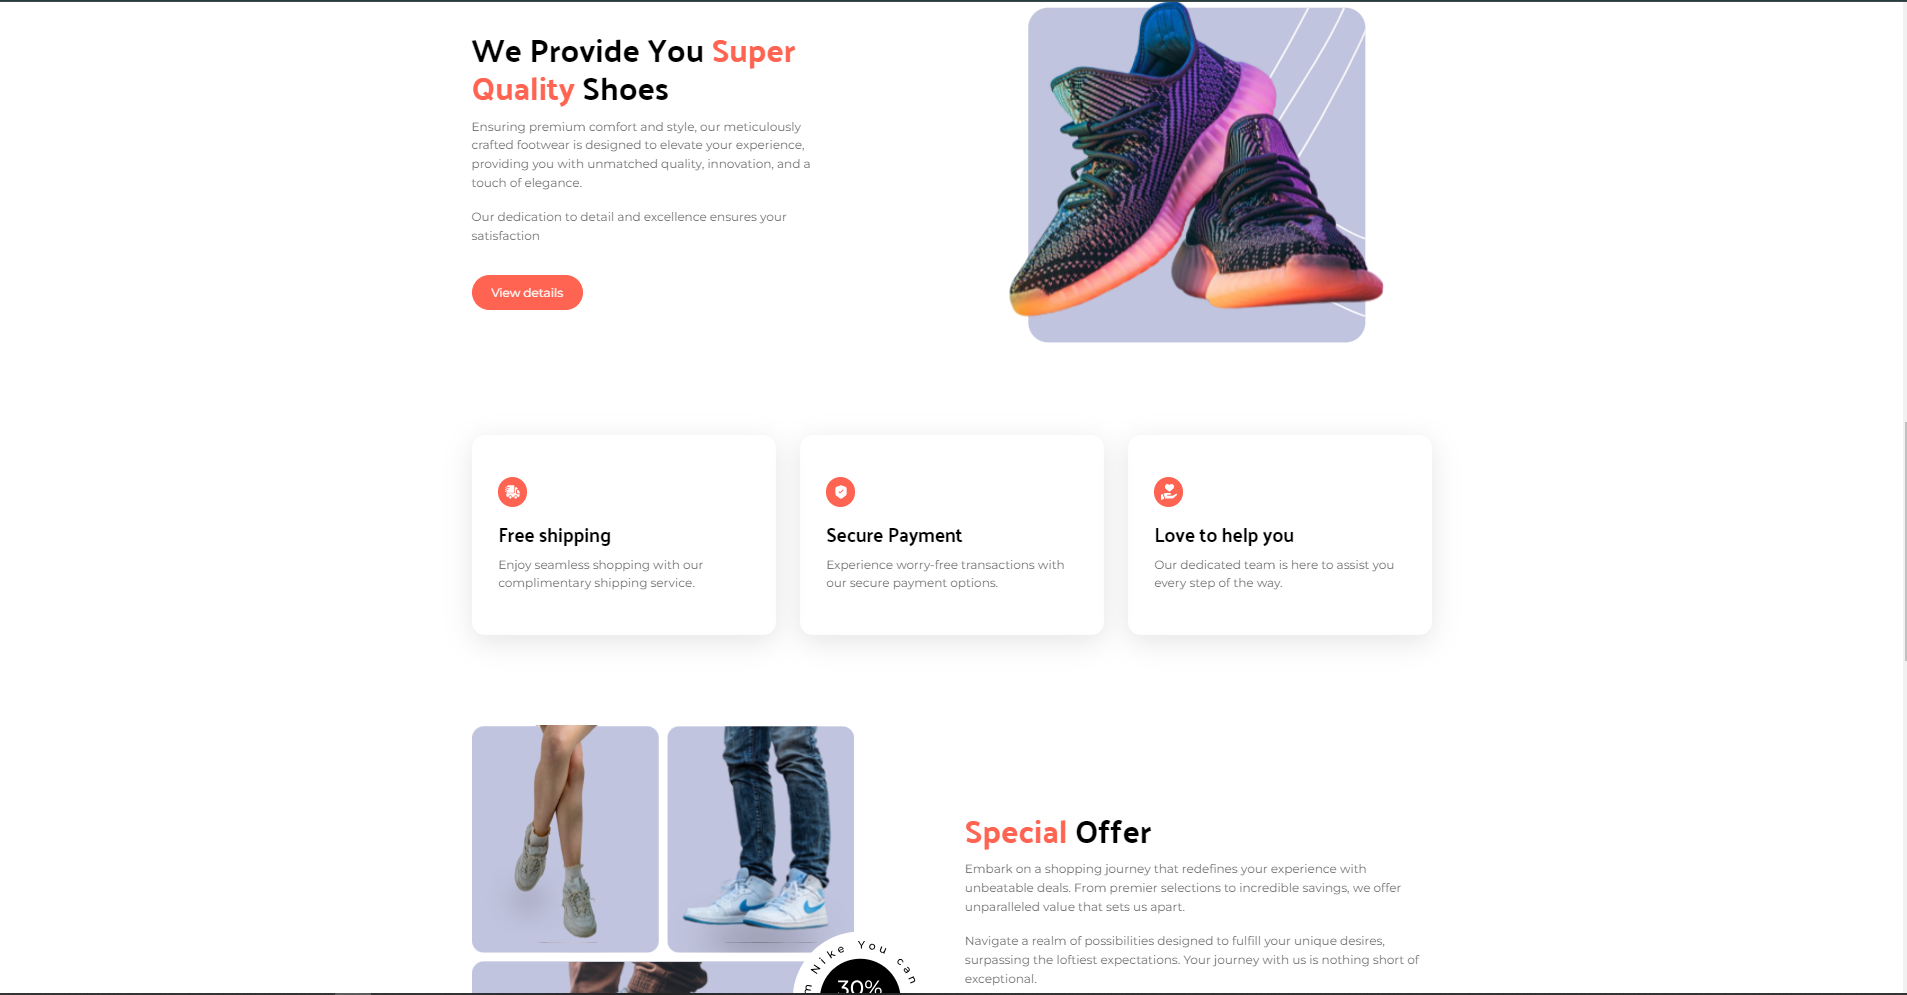 We Provide You Super
Quality Shoes
Ensuring premium comfort and style, our meticulously
crafted footwear is designed to elevate your experience,
providing you with unmatched quality, innovation, and a
touch of elegance.
Our dedication to detail and excellence ensures your
satisfaction
View details
Free shipping
Enjoy seamless shopping with our
complimentary shipping service.
Secure Payment
Experience worry-free transactions with
our secure payment options.
Love to help you
Our dedicated team is here to assist you
every step of the way.
Special Offer
Embark on a shopping journey that redefines your experience with
unbeatable deals. From premier selections to incredible savings, we offer
unparalleled value that sets us apart.
Navigate a realm of possibilities designed to fulfill your unique desires,
surpassing the loftiest expectations. Your journey with us is nothing short of
exceptional.
Nike You can
30%